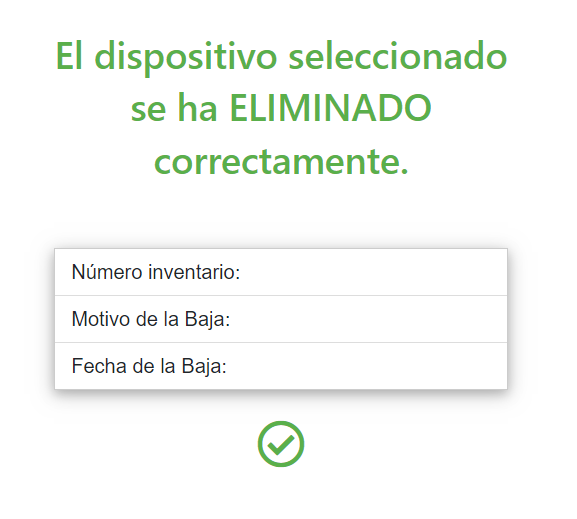 El dispositivo seleccionado
se ha ELIMINADO
correctamente.
Número inventario:
Motivo de la Baja:
Fecha de la Baja: